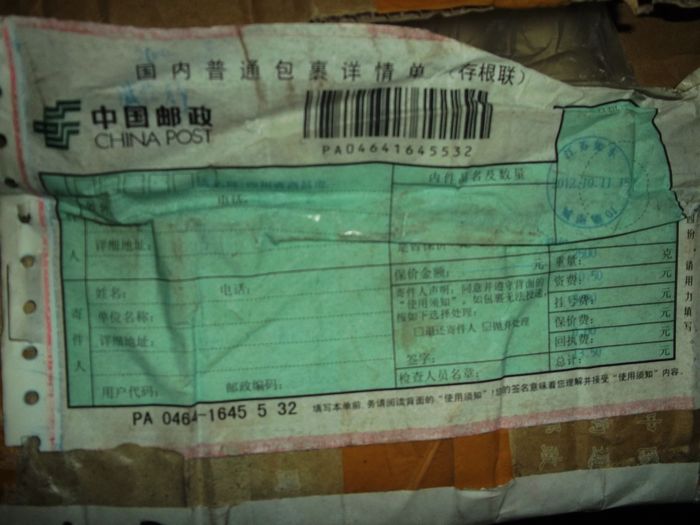 国内普通包裹详情单（存根联）
中国邮政
CHINA POST
PA04641645532
内件品名及数量
电话：
详细地址：
人
保价金额： 元
重量： 克
姓名： 电话：
寄件人声明：同意并遵守背面的
资费： 元
“使用须知”，如包裹无法投递，
单位名称：
按如下选择处理：
挂号费： 元
寄件人
□退还寄件人 □抛弃处理
保价费： 元
详细地址：
回执费： 元
签字：
总计： 元
用户代码： 邮政编码：
检查人员名章：
PA 0464-1645 5 32
填写本单前，务请阅读背面的“使用须知”！您的签名意味着您理解并接受“使用须知”内容。
请用力填写